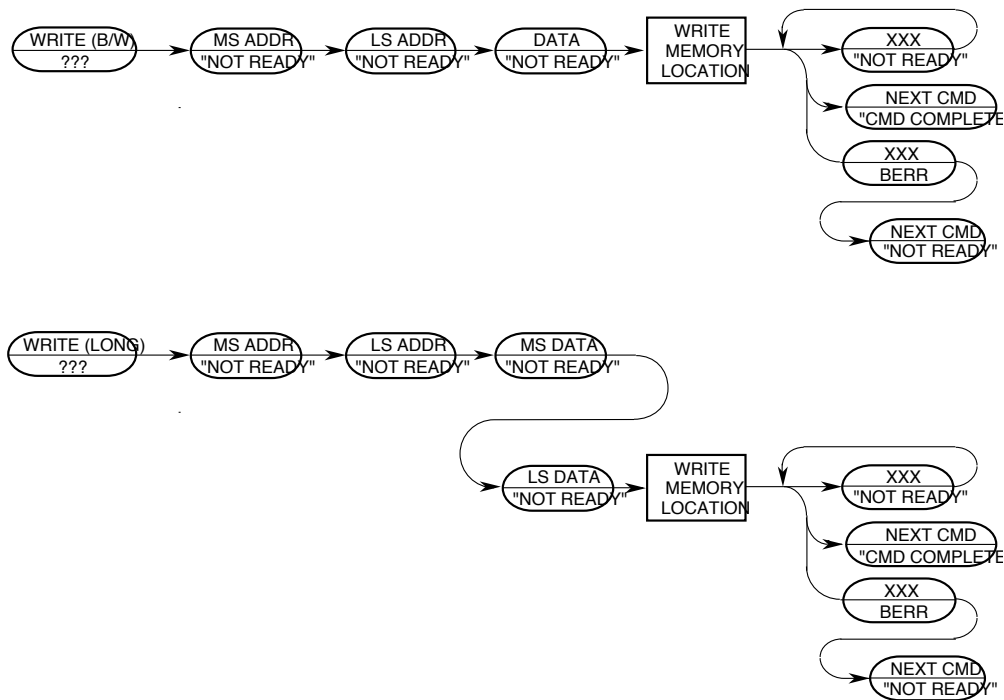 WRITE (B/W)
???
MS ADDR
"NOT READY"
LS ADDR
"NOT READY"
DATA
"NOT READY"
WRITE
MEMORY
LOCATION
XXX
"NOT READY"
NEXT CMD
"CMD COMPLETE
XXX
BERR
NEXT CMD
"NOT READY"
WRITE (LONG)
???
MS ADDR
"NOT READY"
LS ADDR
"NOT READY"
MS DATA
"NOT READY"
LS DATA
"NOT READY"
WRITE
MEMORY
LOCATION
XXX
"NOT READY"
NEXT CMD
"CMD COMPLETE
XXX
BERR
NEXT CMD
"NOT READY"